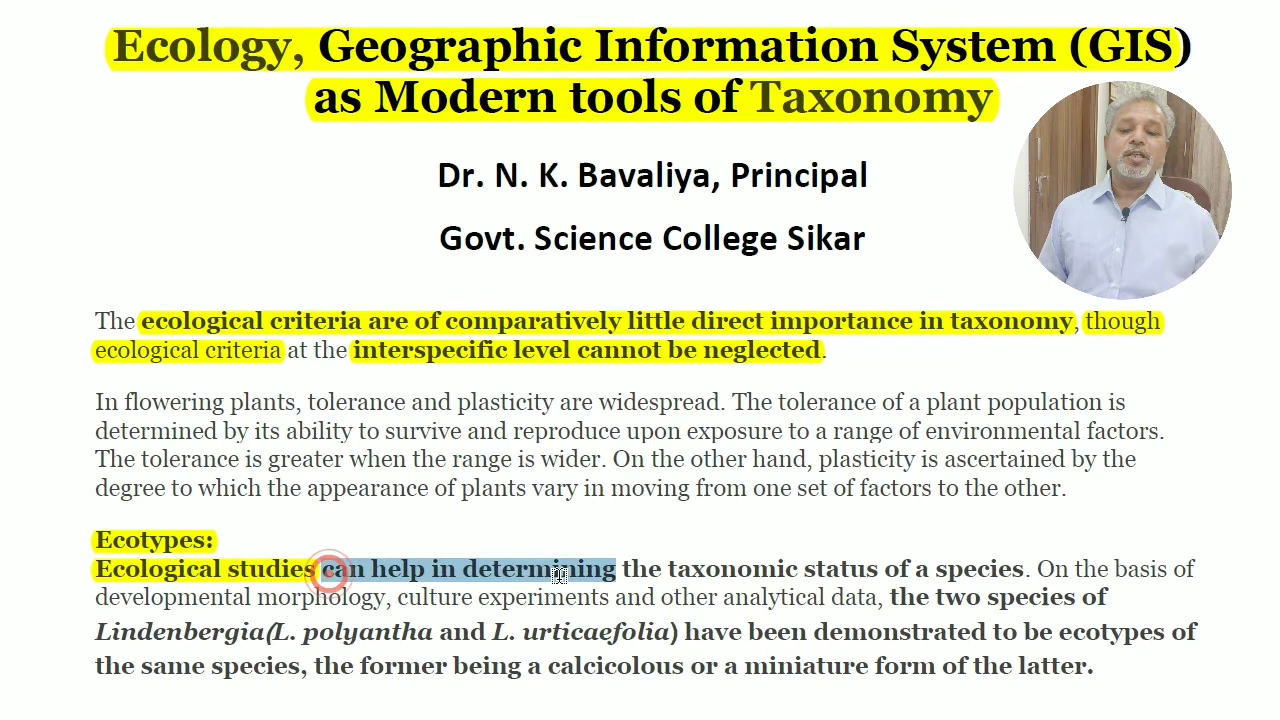 Ecology, Geographic Information System (GIS)
as Modern tools of Taxonomy
Dr. N. K. Bavaliya, Principal
Govt. Science College Sikar
The ecological criteria are of comparatively little direct importance in taxonomy, though
ecological criteria at the interspecific level cannot be neglected.
In flowering plants, tolerance and plasticity are widespread. The tolerance of a plant population is
determined by its ability to survive and reproduce upon exposure to a range of environmental factors.
The tolerance is greater when the range is wider. On the other hand, plasticity is ascertained by the
degree to which the appearance of plants vary in moving from one set of factors to the other.
Ecotypes:
Ecological studies can help in determining the taxonomic status of a species. On the basis of
developmental morphology, culture experiments and other analytical data, the two species of
Lindenbergia(L. polyantha and L. urticaefolia) have been demonstrated to be ecotypes of
the same species, the former being a calcicolous or a miniature form of the latter.